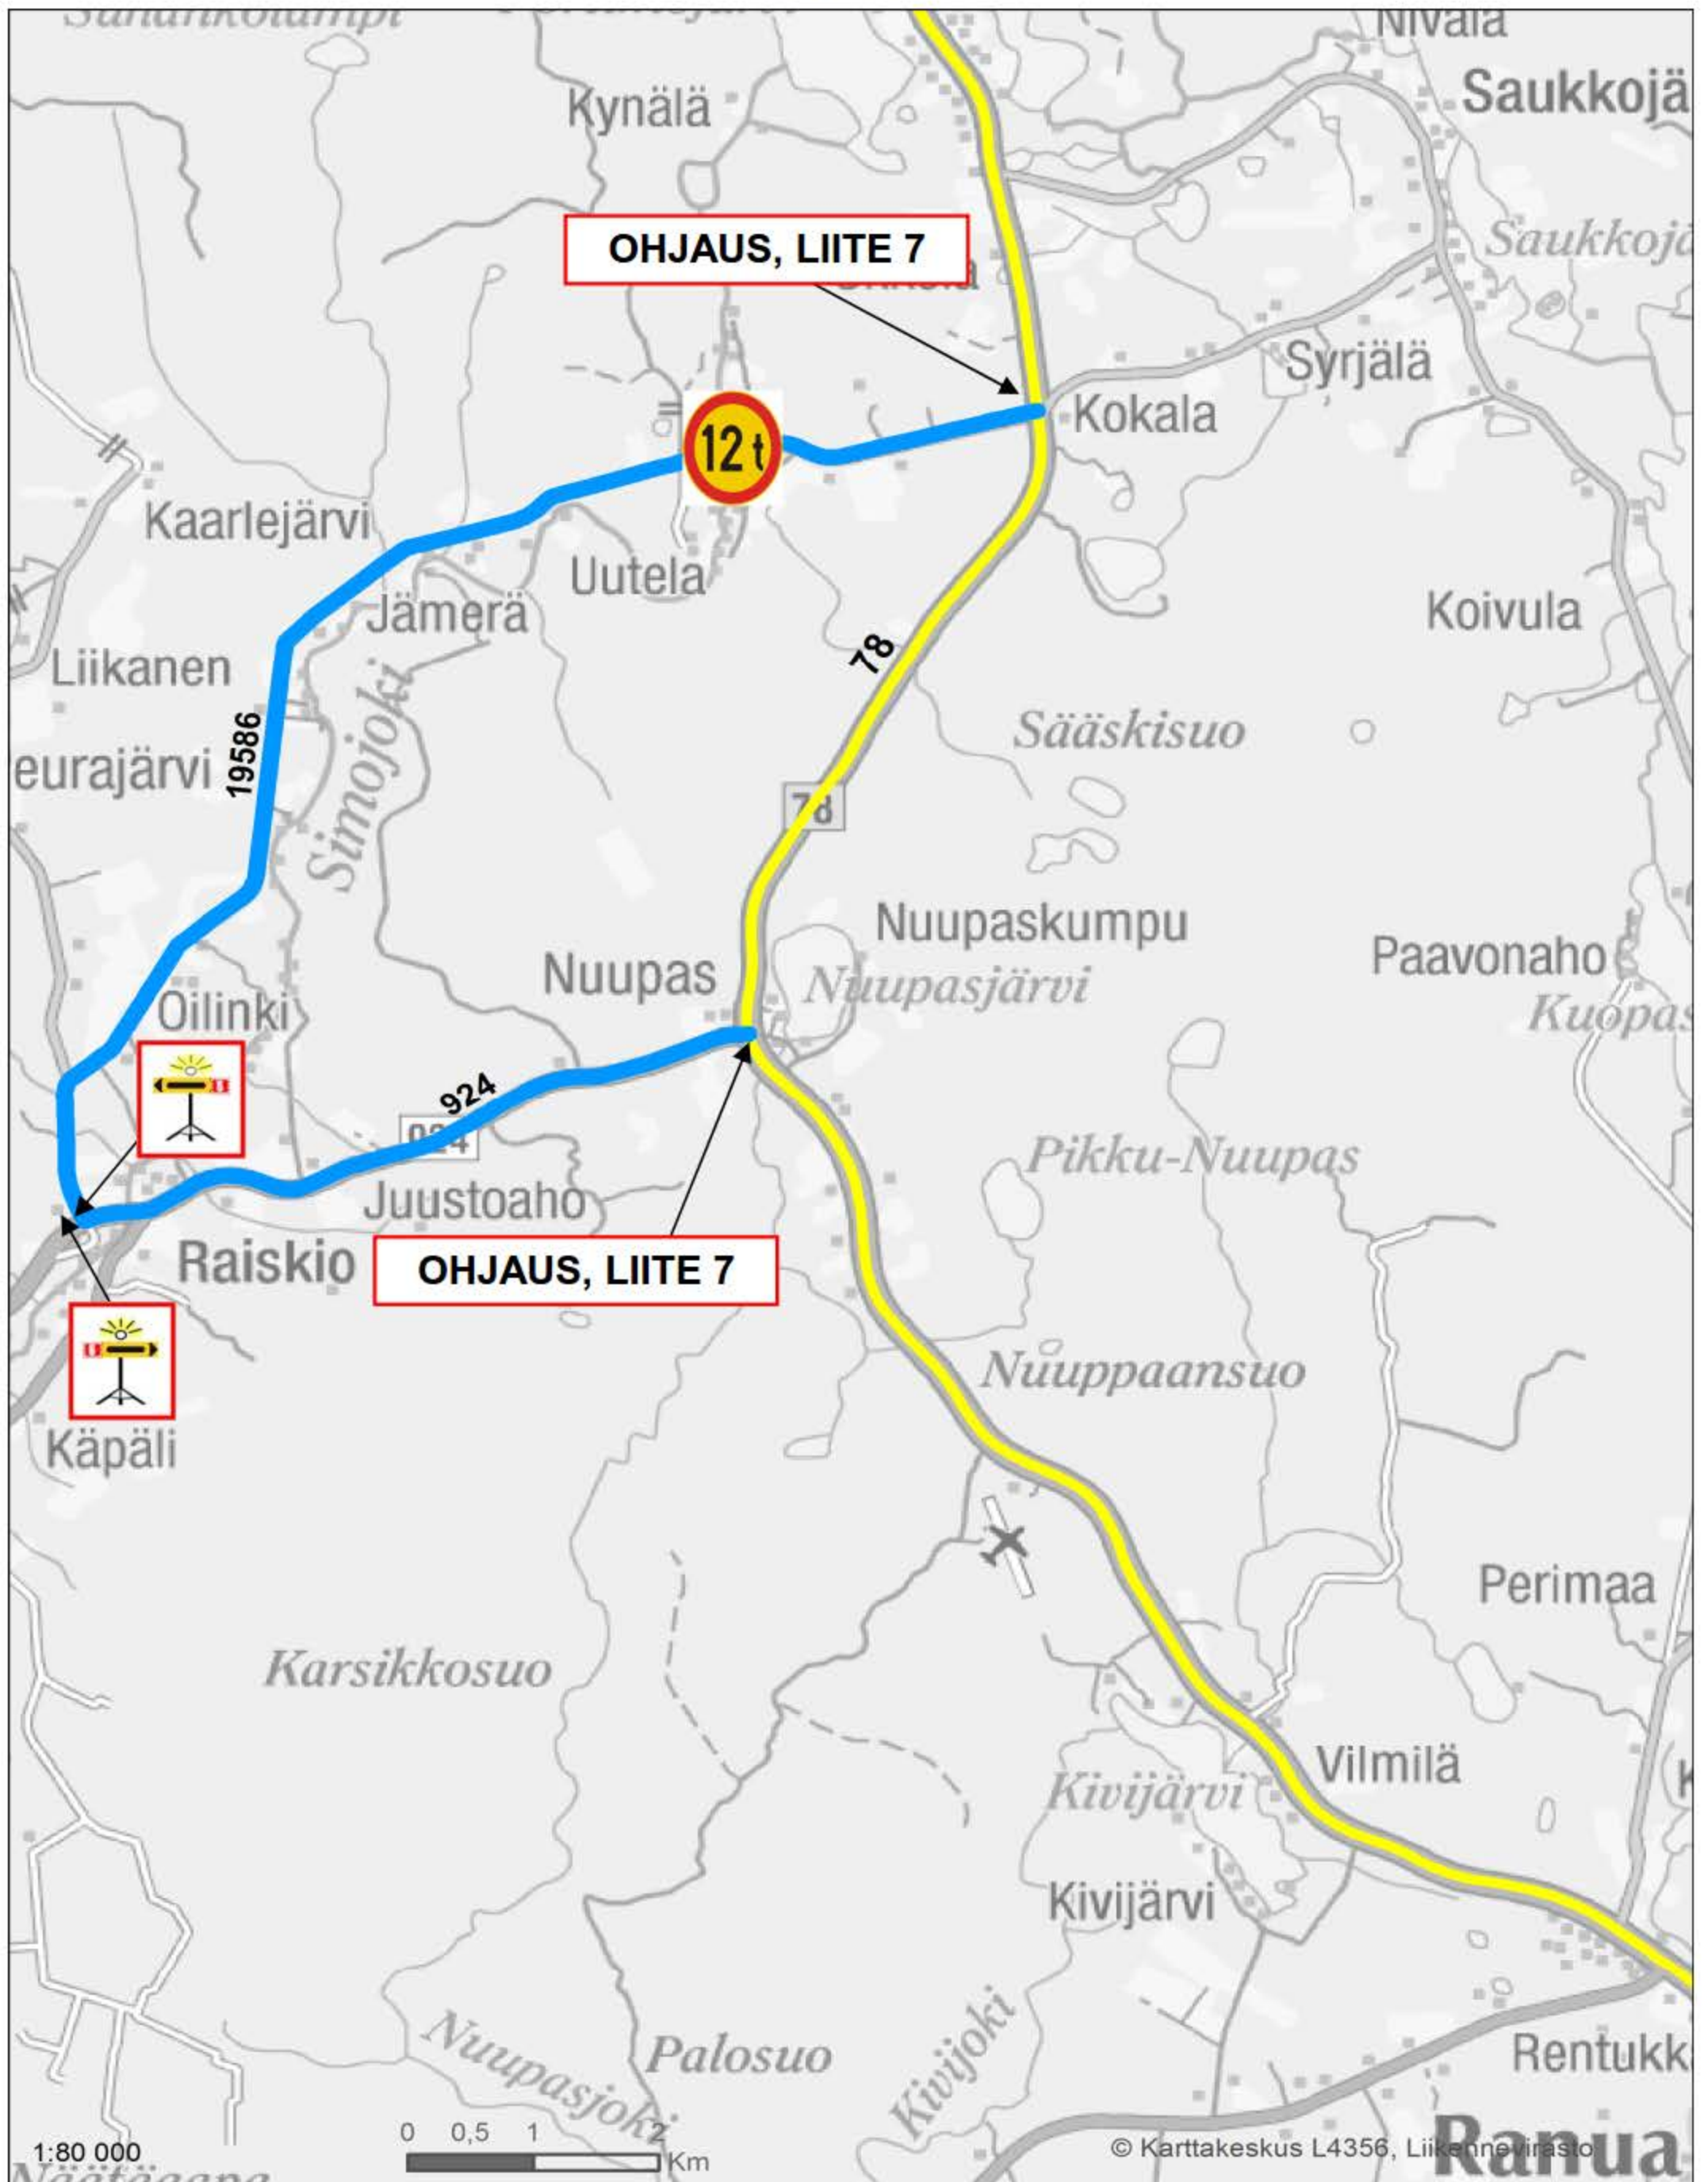 Nivala
Saukkojä
Kynälä
Saukkojä
OHJAUS, LIITE 7
Syrjälä
Kokala
12 t
Kaarlejärvi
Uutela
Jämerä
Koivula
Liikanen
78
Simojoki
19586
Sääskisuo
eurajärvi
78
Nuupaskumpu
Nuupas
Paavonaho
Nuupasjärvi
Oilinki
Kuopas
924
924
Pikku-Nuupas
Juustoaho
Raiskio
OHJAUS, LIITE 7
Nuuppaansuo
Käpäli
Perimaa
Karsikkosuo
Vilmilä
Kivijärvi
Kivijärvi
Kivijoki
Nuupasjoki
Palosuo
Rentukk
Ranua
0 0,5 1 2
Km
1:80 000
© Karttakeskus L4356, Liikennevirasto